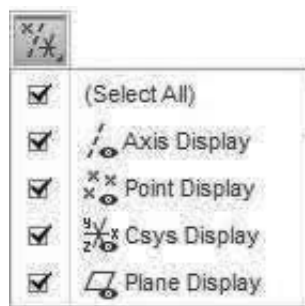 (Select All)
Axis Display
Point Display
Csys Display
Plane Display